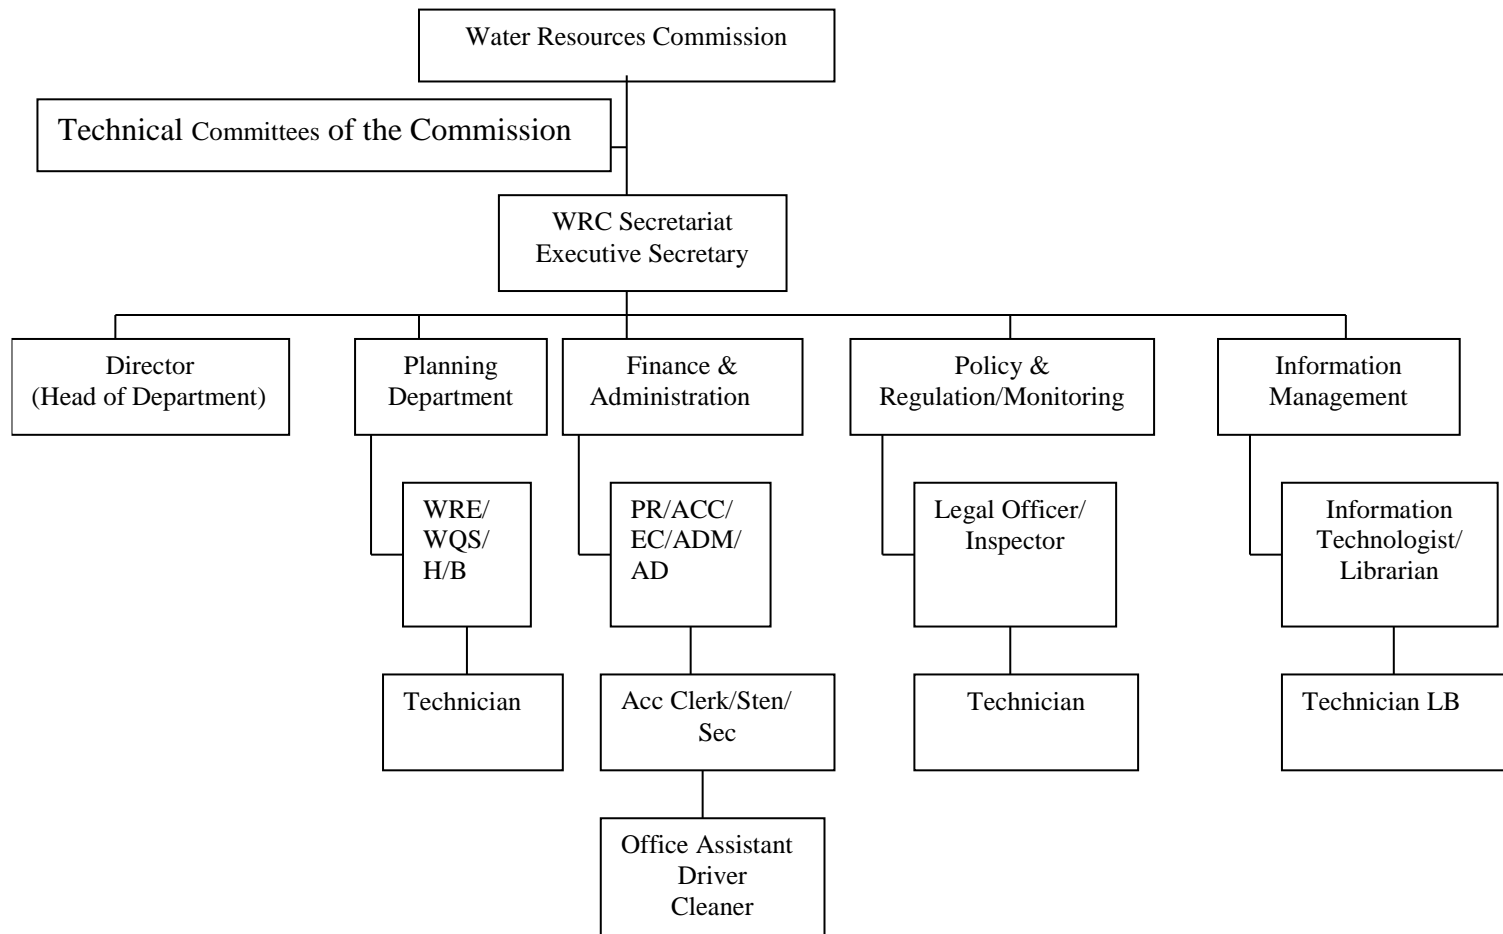 Water Resources Commission
Technical Committees of the Commission
WRC Secretariat
Executive Secretary
Director
(Head of Department)
Planning
Department
Finance &
Administration
Policy &
Regulation/Monitoring
Information
Management
WRE/
WQS/
H/B
PR/ACC/
EC/ADM/
AD
Legal Officer/
Inspector
Information
Technologist/
Librarian
Technician
Acc Clerk/Sten/
Sec
Technician
Technician LB
Office Assistant
Driver
Cleaner